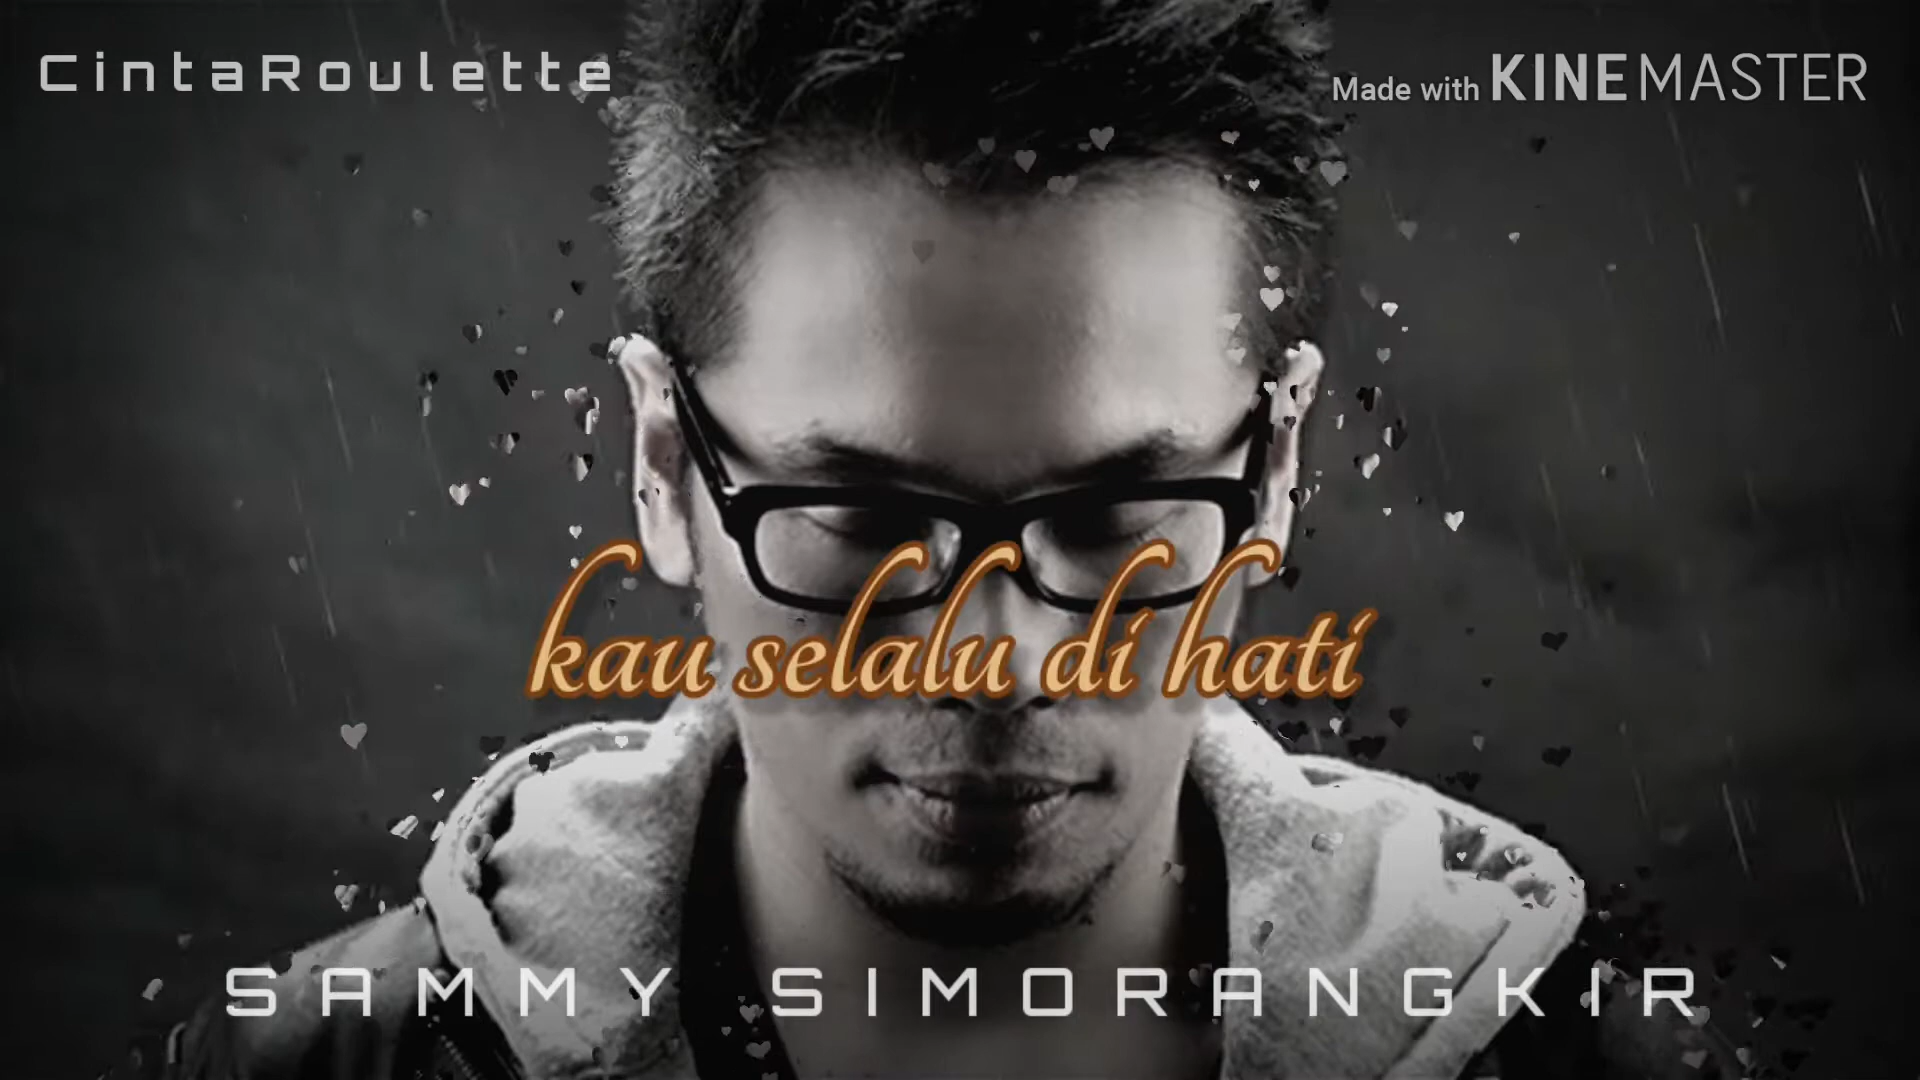 CintaRoulette
Made with KINEMASTER
kau selalu di hati
SAMMY SIMORANGKIR